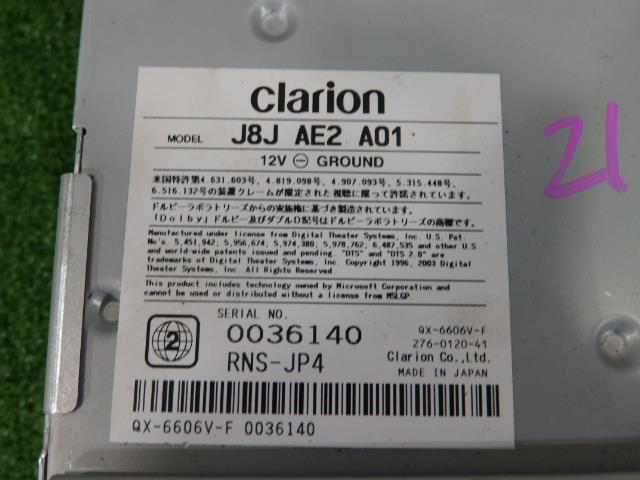 clarion
MODEL J8J AE2 A01
12V ⊖ GROUND
米国特許第4.631.603号、4.819.098号、4.907.093号、5.315.448号、
6.516.132号の装置クレームが限定された視聴に限って許諾されています。
ドルビーラボラトリーズからの実施権に基づき製造されています。
「Dolby」ドルビー及びダブルD記号はドルビーラボラトリーズの商標です。
Manufactured under license from Digital Theater Systems, Inc. U.S. Pat.
No's. 5,451,942; 5,956,674; 5,974,380; 5,978,762; 6,487,535 and other U.S.
and world-wide patents issued and pending. "DTS" and "DTS 2.0" are
trademarks of Digital Theater Systems, Inc. Copyright 1996, 2003 Digital
Theater Systems, Inc. All Rights Reserved.
This product includes technology owned by Microsoft Corporation and
cannot be used or distributed without a license from MSLGP.
SERIAL NO.
2
0036140
RNS-JP4
QX-6606V-F
276-0120-41
Clarion Co.,Ltd.
MADE IN JAPAN
QX-6606V-F 0036140
21